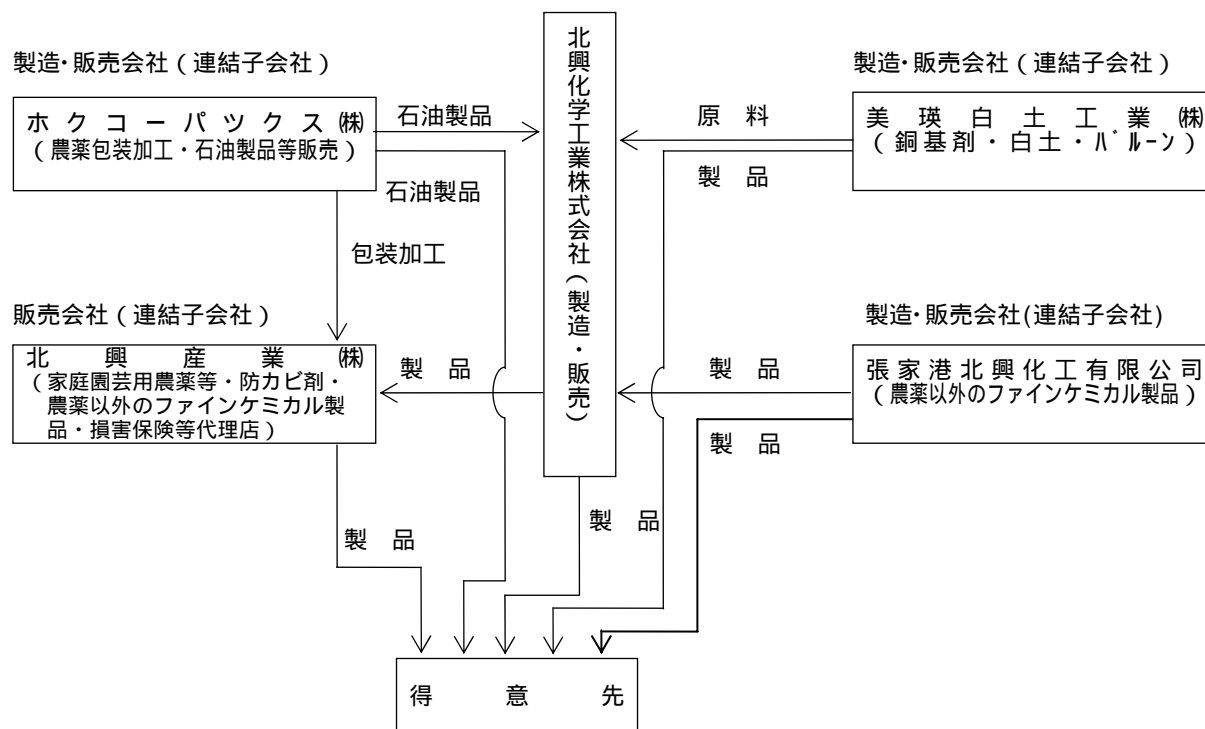 製造・販売会社（連結子会社）
ホクコーパツクス㈱
（農薬包装加工・石油製品等販売）
石油製品
石油製品
包装加工
販売会社（連結子会社）
北興産業㈱
（家庭園芸用農薬等・防カビ剤・
農薬以外のファインケミカル製
品・損害保険等代理店）
製品
製品
北興化学工業株式会社（製造・販売）
製品
製造・販売会社（連結子会社）
美瑛白土工業㈱
（銅基剤・白土・ﾊﾞﾙｰﾝ）
原料
製品
製造・販売会社(連結子会社)
張家港北興化工有限公司
（農薬以外のファインケミカル製品）
製品
製品
得意先